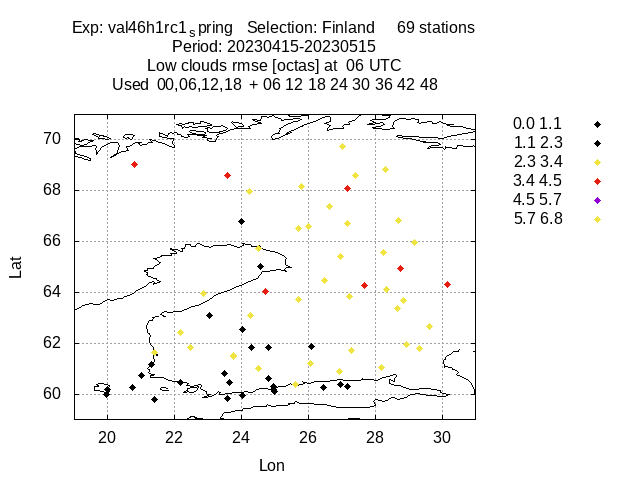 Exp: val46h1rc1spring   Selection: Finland     69 stations
Period: 20230415-20230515
Low clouds rmse [octas] at  06 UTC
Used  00,06,12,18  + 06 12 18 24 30 36 42 48
0.0 1.1
1.1 2.3
2.3 3.4
3.4 4.5
4.5 5.7
5.7 6.8
70
68
66
64
62
60
Lat
20 22 24 26 28 30
Lon